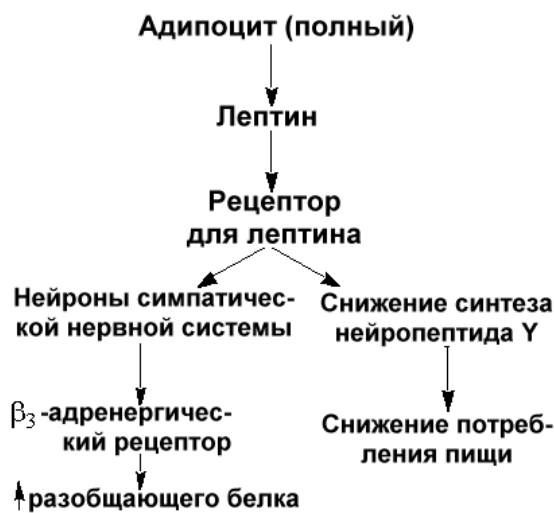 Адипоцит (полный)
Лептин
Рецептор
для лептина
Нейроны симпатичес-
кой нервной системы
β₃-адренергичес-
кий рецептор
разобщающего белка
Снижение синтеза
нейропептида Y
Снижение потреб-
ления пищи